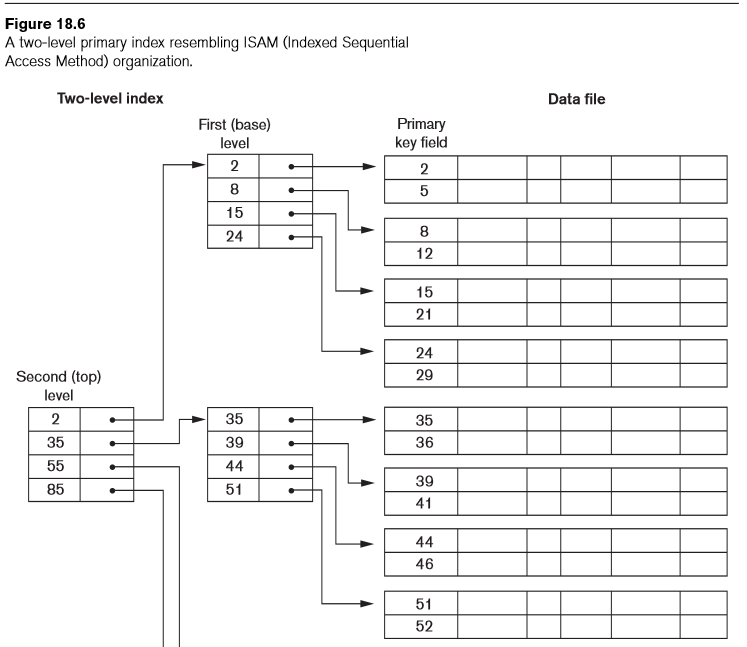 Figure 18.6
A two-level primary index resembling ISAM (Indexed Sequential
Access Method) organization.
Two-level index
Data file
First (base)
level
Primary
key field
2
8
15
24
2
5
8
12
15
21
24
29
Second (top)
level
2
35
55
85
35
39
44
51
35
36
39
41
44
46
51
52